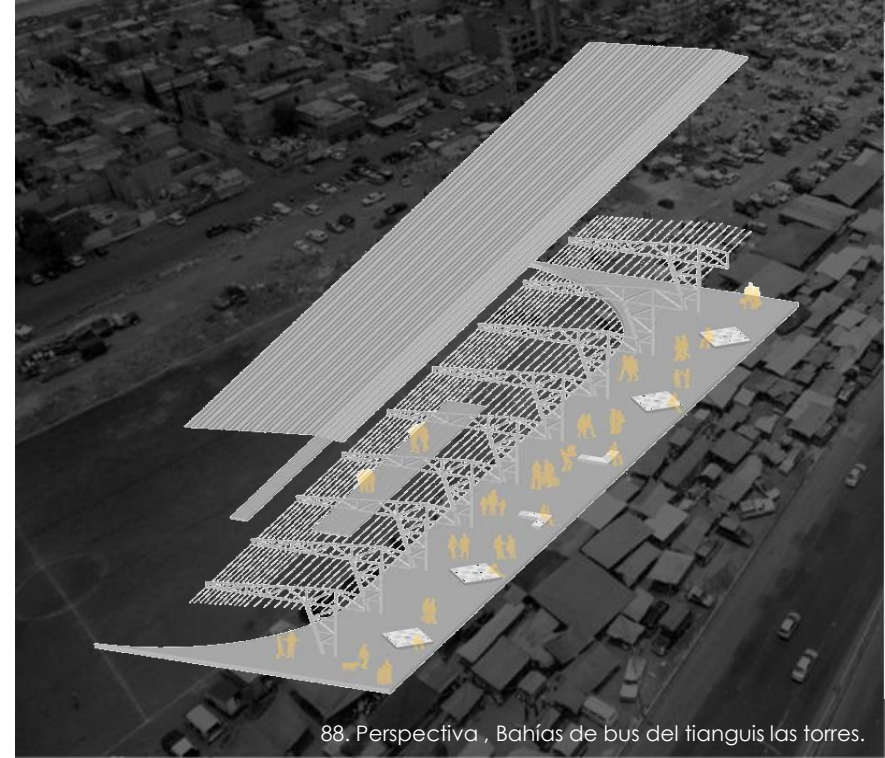 88. Perspectiva , Bahías de bus del tianguis las torres.